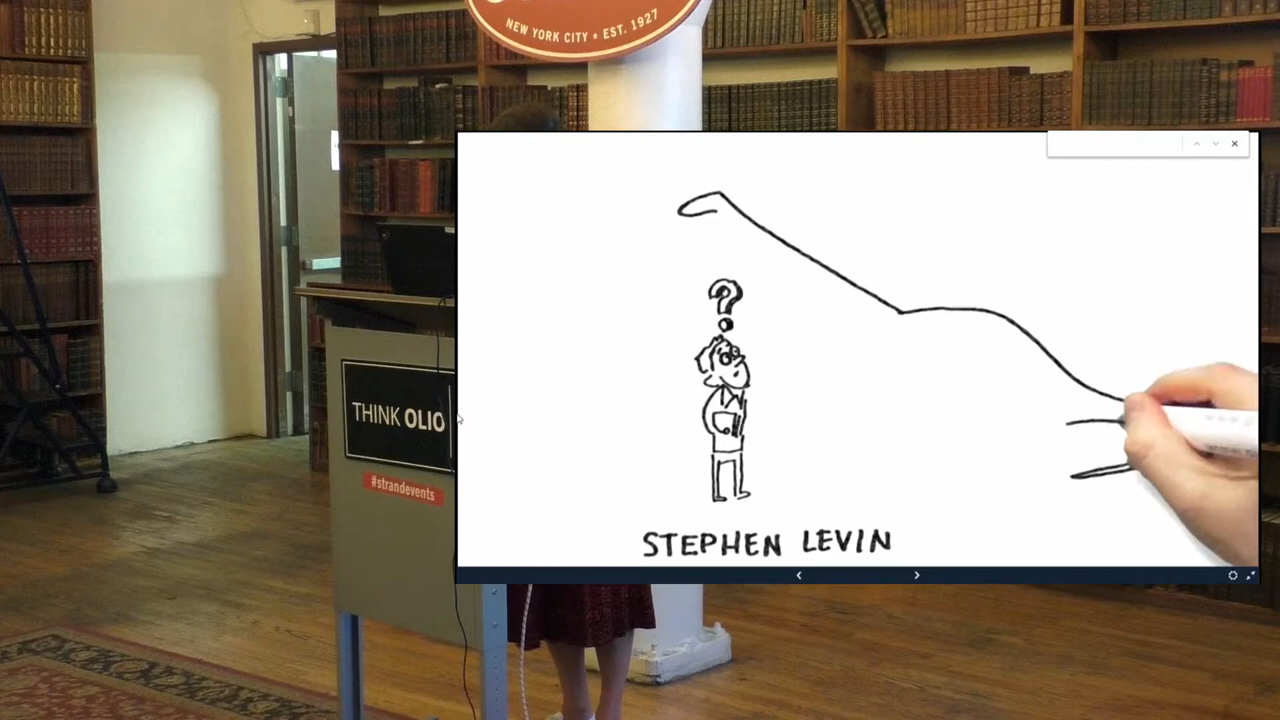 NEW YORK CITY ★ EST. 1927
?
STEPHEN LEVIN
THINK OLIO
#strandevents